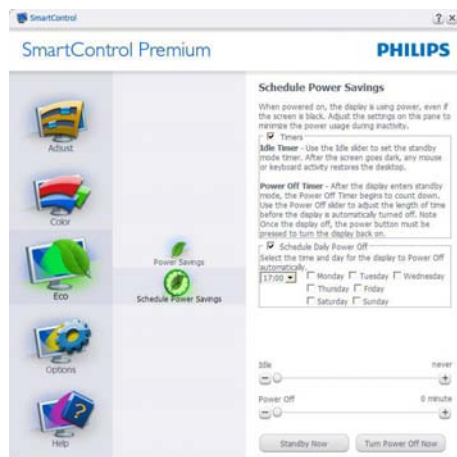 SmartControl
SmartControl Premium
PHILIPS
Adjust
Color
Eco
Options
Help
Power Savings
Schedule Power Savings
Schedule Power Savings
When powered on, the display is using power, even if
the screen is black. Adjust the settings on this pane to
minimize the power usage during inactivity.
Timers
Idle Timer - Use the Idle slider to set the standby
mode timer. After the screen goes dark, any mouse
or keyboard activity restores the desktop.
Power Off Timer - After the display enters standby
mode, the Power Off Timer begins to count down.
Use the Power Off slider to adjust the length of time
before the display is automatically turned off. Note
Once the display off, the power button must be
pressed to turn the display back on.
Schedule Daily Power Off
Select the time and day for the display to Power Off
automatically.
17:00 Monday Tuesday Wednesday
Thursday Friday
Saturday Sunday
Idle never
Power Off 0 minute
Standby Now Turn Power Off Now